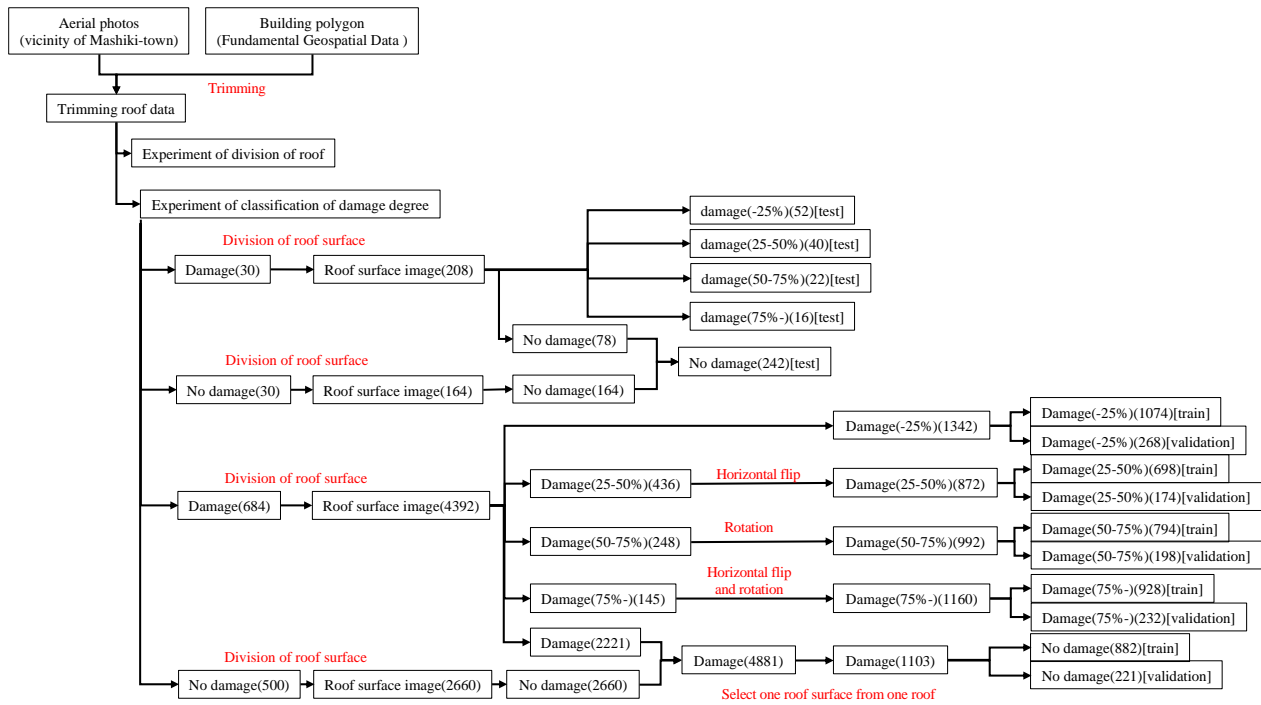 Aerial photos
(vicinity of Mashiki-town)
Building polygon
(Fundamental Geospatial Data )
Trimming
Trimming roof data
Experiment of division of roof
Experiment of classification of damage degree
Division of roof surface
Damage(30)
Roof surface image(208)
damage(-25%)(52)[test]
damage(25-50%)(40)[test]
damage(50-75%)(22)[test]
damage(75%-)(16)[test]
No damage(78)
Division of roof surface
No damage(242)[test]
No damage(30)
Roof surface image(164)
No damage(164)
Damage(-25%)(1342)
Damage(-25%)(1074)[train]
Damage(-25%)(268)[validation]
Division of roof surface
Damage(684)
Roof surface image(4392)
Damage(25-50%)(436)
Horizontal flip
Damage(25-50%)(872)
Damage(25-50%)(698)[train]
Damage(25-50%)(174)[validation]
Damage(50-75%)(248)
Rotation
Damage(50-75%)(992)
Damage(50-75%)(794)[train]
Damage(50-75%)(198)[validation]
Damage(75%-)(145)
Horizontal flip
and rotation
Damage(75%-)(1160)
Damage(75%-)(928)[train]
Damage(75%-)(232)[validation]
Damage(2221)
Division of roof surface
No damage(500)
Roof surface image(2660)
No damage(2660)
Damage(4881)
Damage(1103)
No damage(882)[train]
No damage(221)[validation]
Select one roof surface from one roof